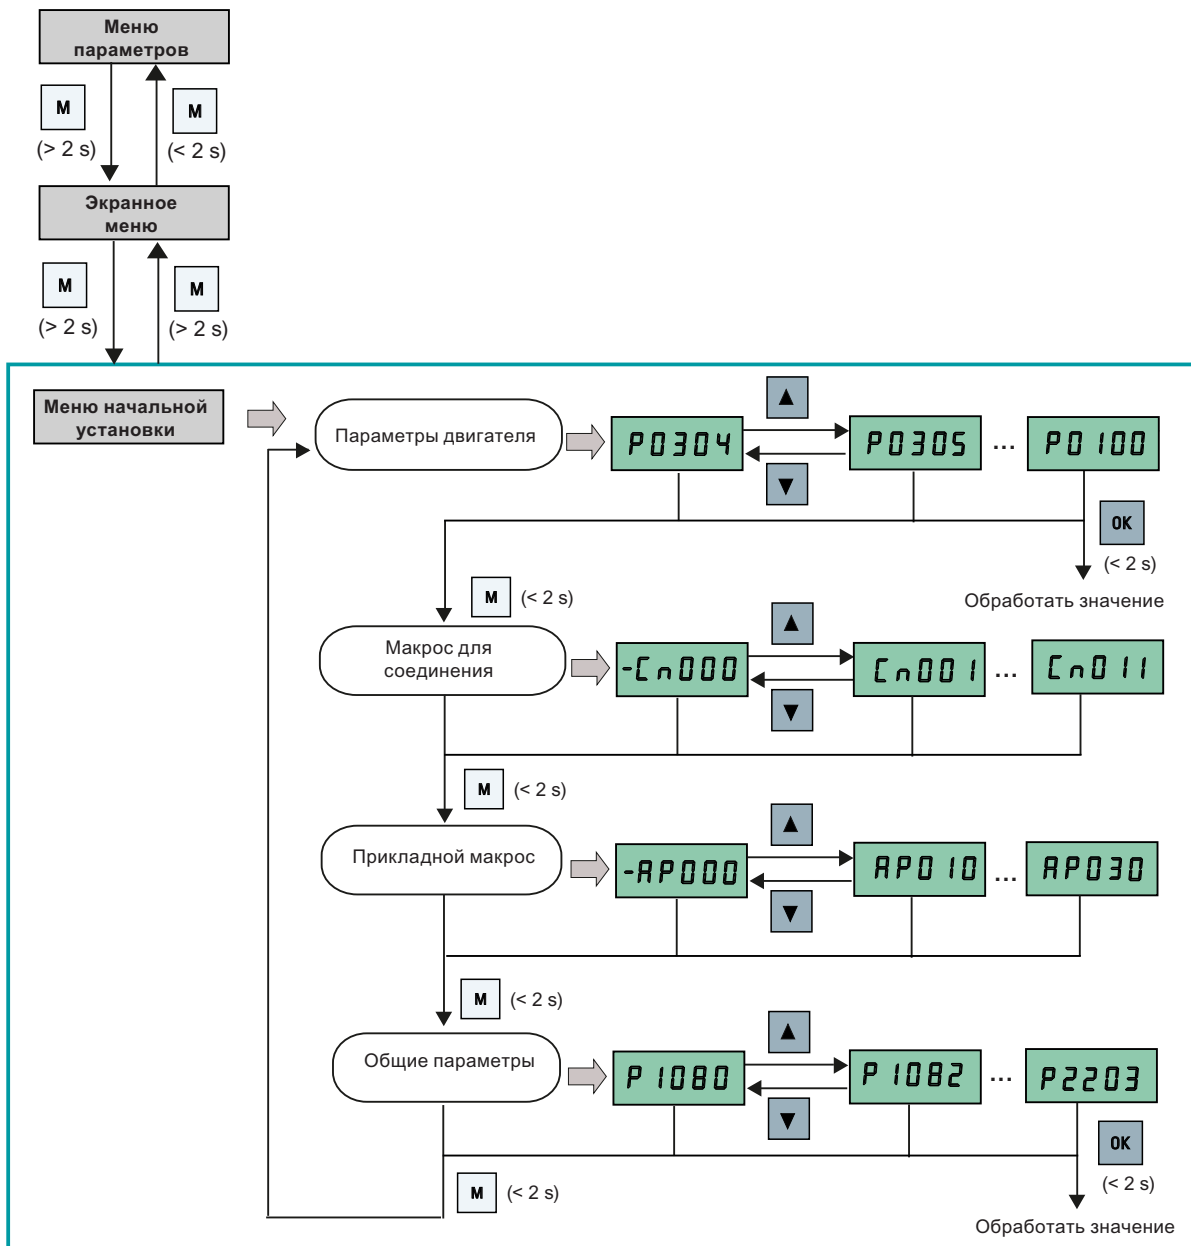 Меню
параметров
M
M
(> 2 s)
(< 2 s)
Экранное
меню
M
M
(> 2 s)
(> 2 s)
Меню начальной
установки
Параметры двигателя
P0304
▲
▼
P0305
...
P0100
OK
(< 2 s)
Обработать значение
M
(< 2 s)
Макрос для
соединения
-Cn000
▲
▼
Cn001
...
Cn011
M
(< 2 s)
Прикладной макрос
-AP000
▲
▼
AP010
...
AP030
M
(< 2 s)
Общие параметры
P1080
▲
▼
P1082
...
P2203
OK
(< 2 s)
M
(< 2 s)
Обработать значение